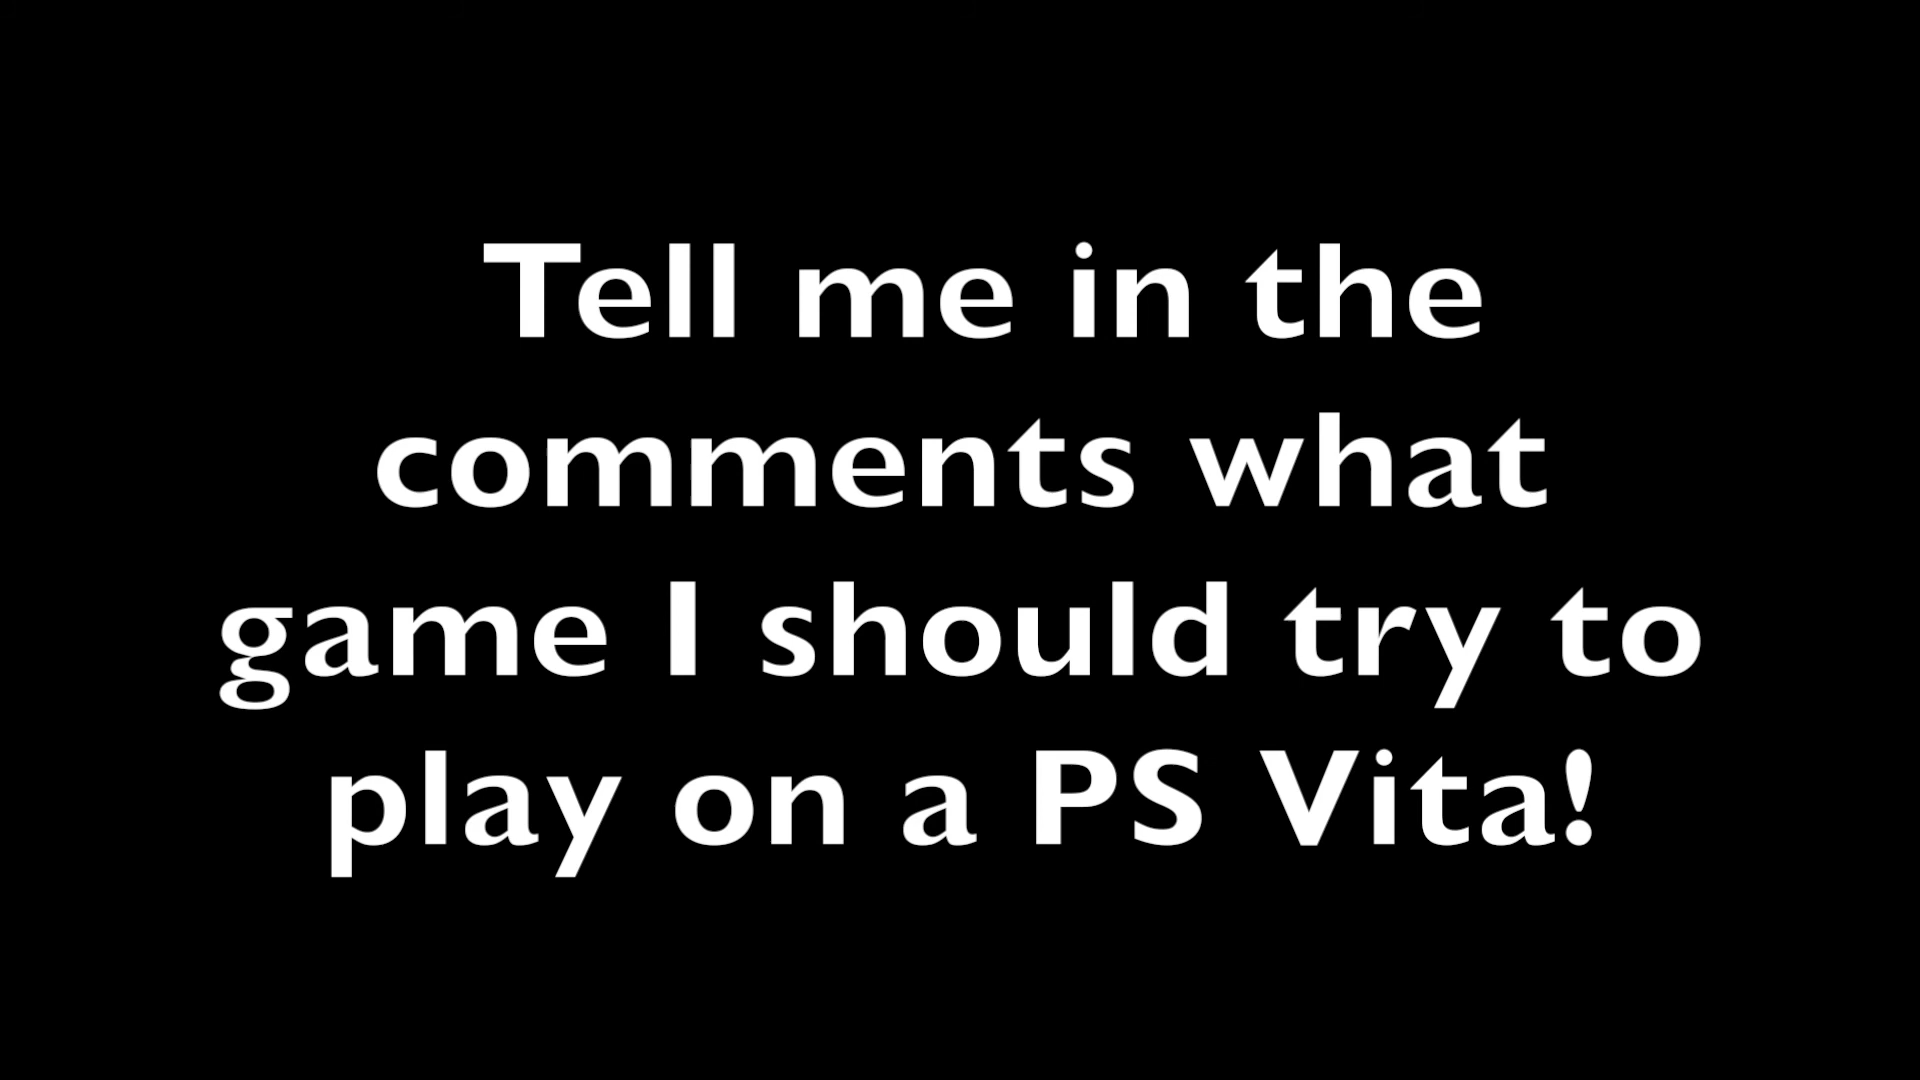 Tell me in the
comments what
game I should try to
play on a PS Vita!